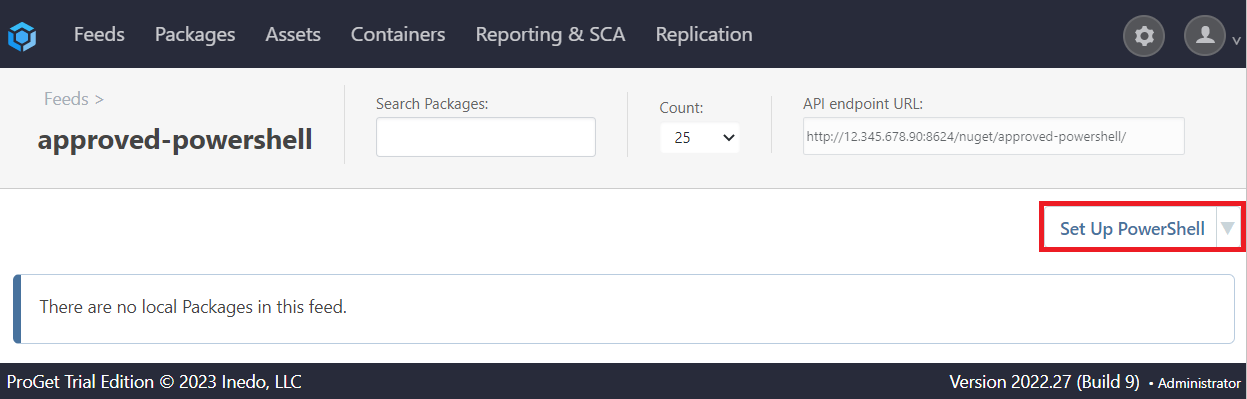 Feeds Packages Assets Containers Reporting & SCA Replication
Feeds >
approved-powershell
Search Packages:
Count:
25
API endpoint URL:
http://12.345.678.90:8624/nuget/approved-powershell/
Set Up PowerShell
There are no local Packages in this feed.
ProGet Trial Edition © 2023 Inedo, LLC
Version 2022.27 (Build 9) • Administrator